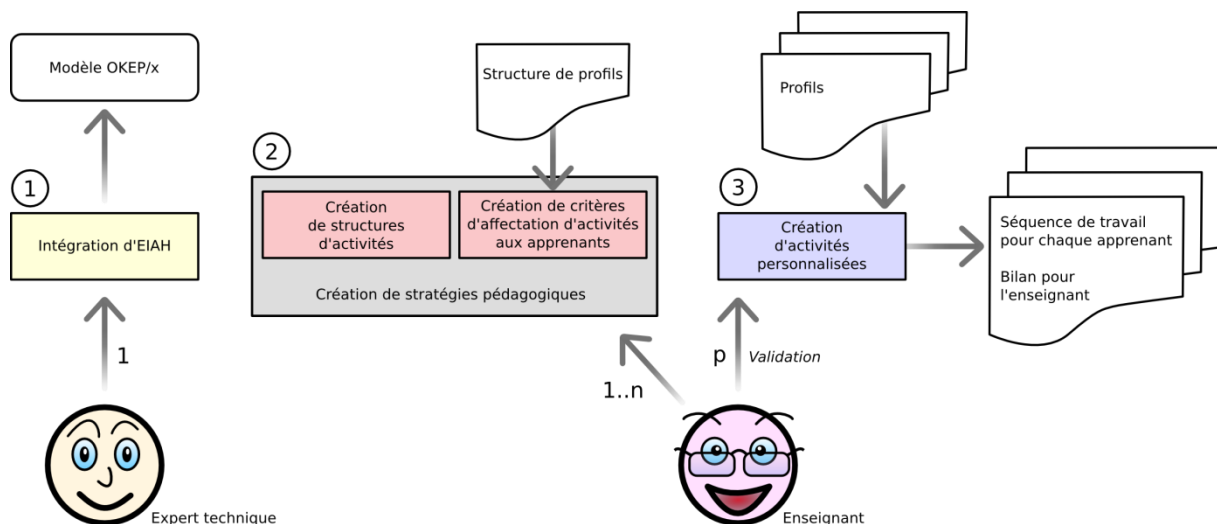 Modèle OKEP/x
1
Intégration d'EIAH
1
Expert technique
Structure de profils
2
Création
de structures
d'activités
Création de critères
d'affectation d'activités
aux apprenants
Création de stratégies pédagogiques
1..n
Profils
3
Création
d'activités
personnalisées
p
Validation
Enseignant
Séquence de travail
pour chaque apprenant
Bilan pour
l'enseignant